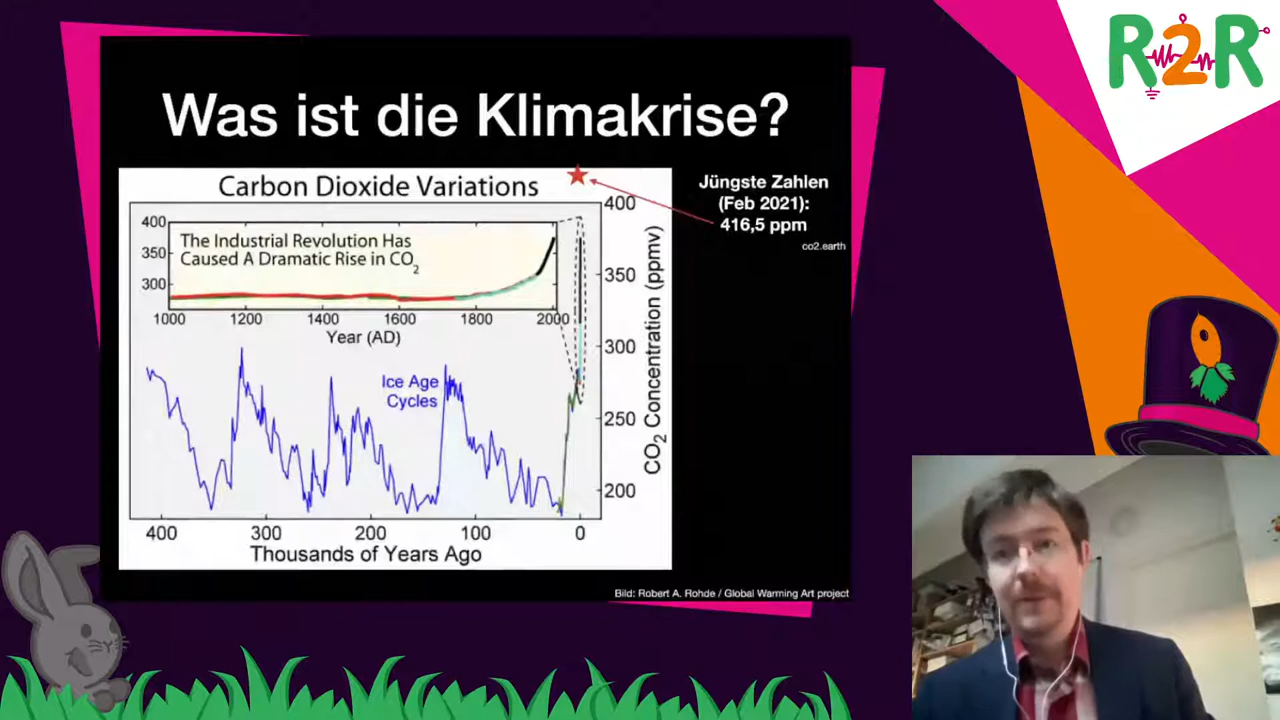 R2R
Was ist die Klimakrise?
Carbon Dioxide Variations
Jüngste Zahlen
(Feb 2021):
416,5 ppm
co2.earth
The Industrial Revolution Has
Caused A Dramatic Rise in CO2
400
350
300
1000
1200
1400
1600
1800
2000
Year (AD)
Ice Age
Cycles
400
350
300
250
200
CO2 Concentration (ppmv)
400
300
200
100
0
Thousands of Years Ago
Bild: Robert A. Rohde / Global Warming Art project